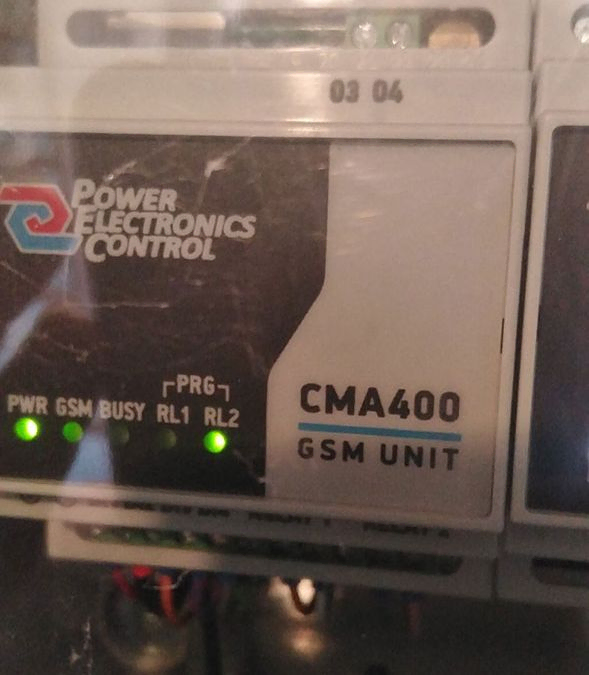 03 04
POWER
ELECTRONICS
CONTROL
PRG
PWR GSM BUSY RL1 RL2
CMA400
GSM UNIT